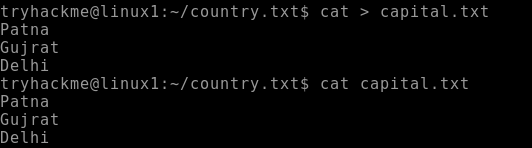 tryhackme@linux1:~/country.txt$ cat > capital.txt
Patna
Gujrat
Delhi
tryhackme@linux1:~/country.txt$ cat capital.txt
Patna
Gujrat
Delhi